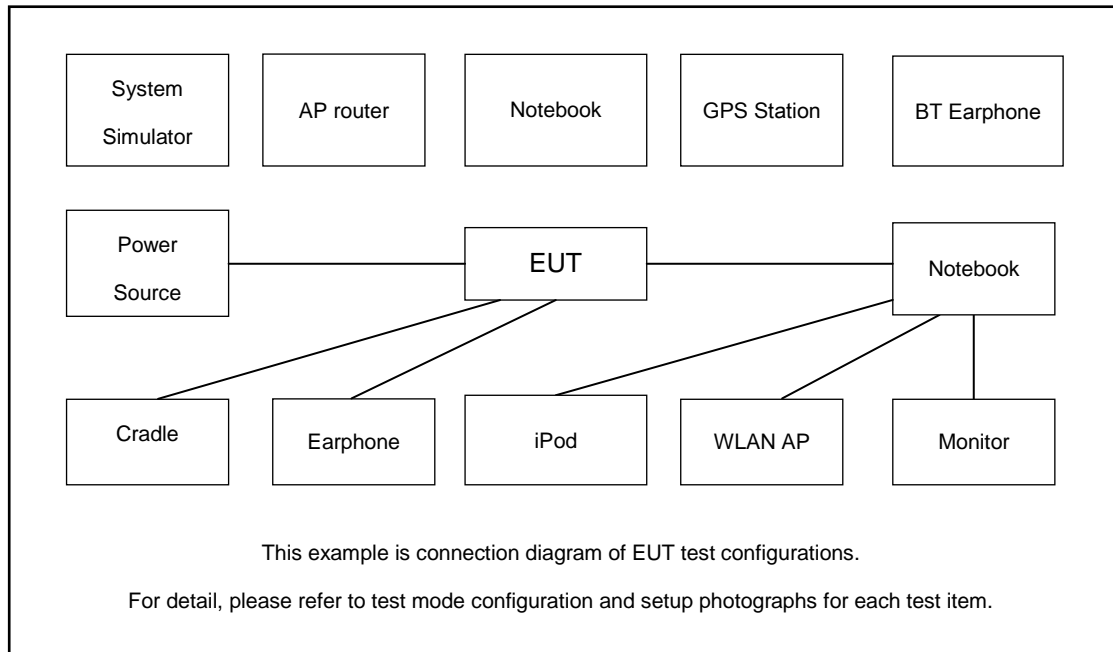 System
Simulator
AP router
Notebook
GPS Station
BT Earphone
Power
Source
EUT
Notebook
Cradle
Earphone
iPod
WLAN AP
Monitor
This example is connection diagram of EUT test configurations.
For detail, please refer to test mode configuration and setup photographs for each test item.